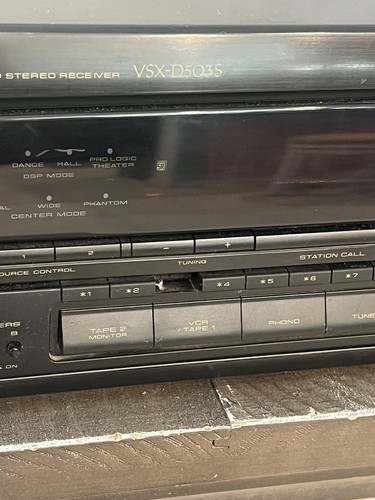 STEREO RECEIVER VSX-D503S
DANCE HALL PRO LOGIC
THEATER
DSP MODE
WIDE PHANTOM
CENTER MODE
1 2 − +
SOURCE CONTROL TUNING STATION CALL
*1 *2 *4 *5 *6 *7
B
TAPE 2
MONITOR
VCR
/ TAPE 1
PHONO
ON